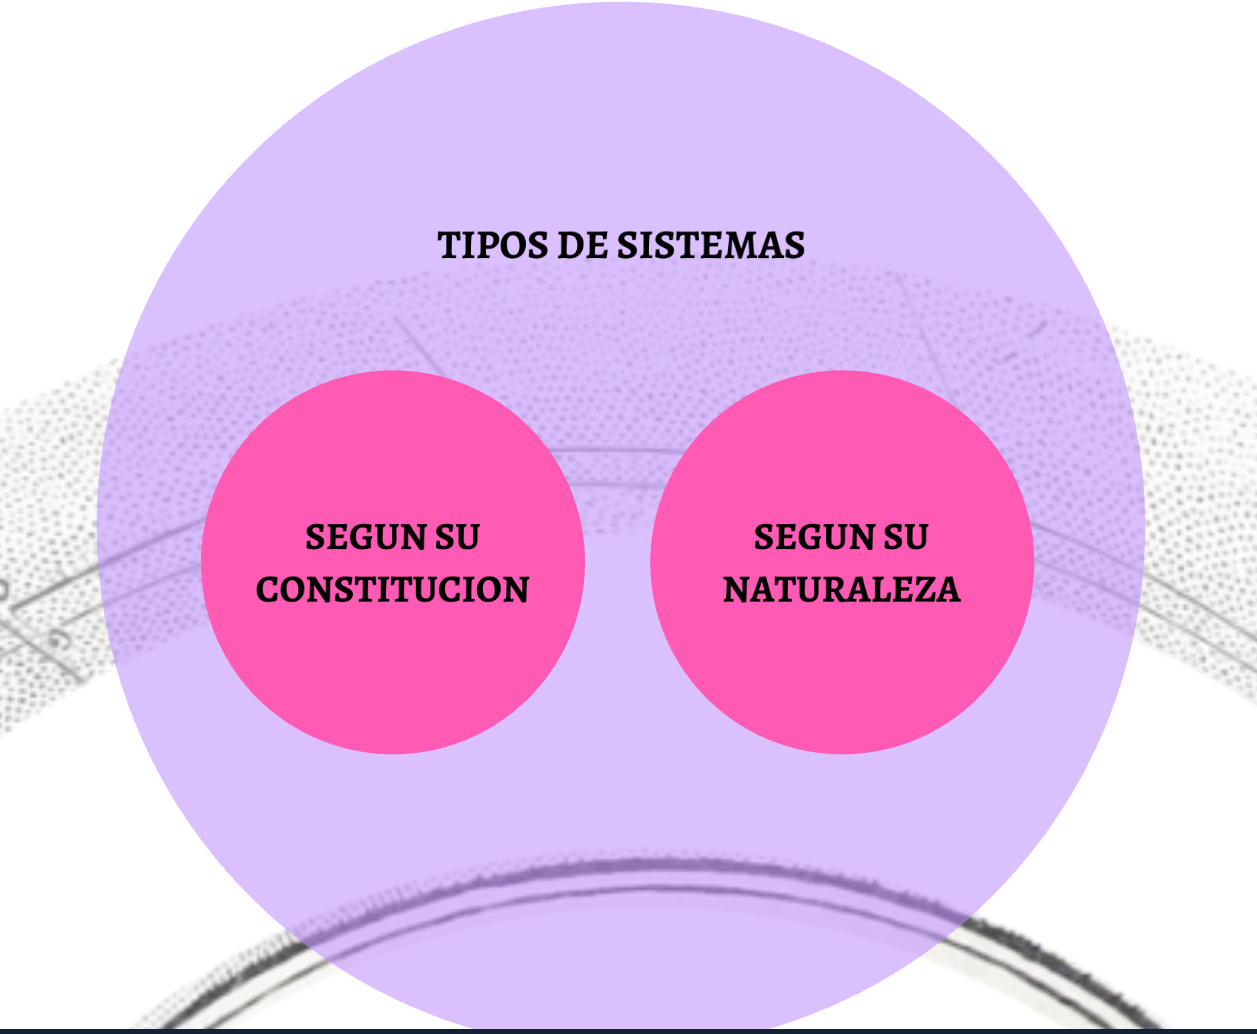 TIPOS DE SISTEMAS
SEGUN SU
CONSTITUCION
SEGUN SU
NATURALEZA